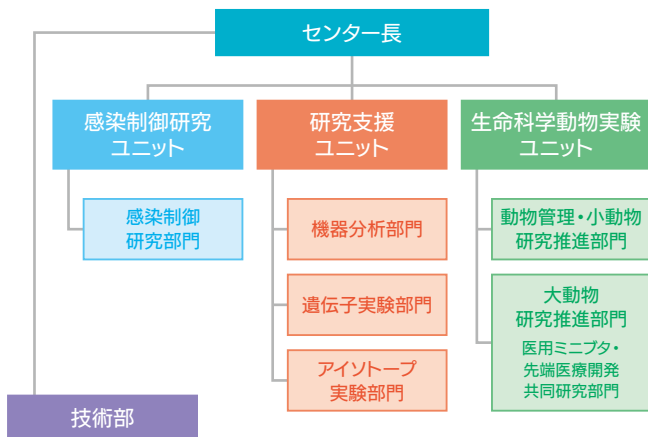 センター長
感染制御研究
ユニット
研究支援
ユニット
生命科学動物実験
ユニット
感染制御
研究部門
機器分析部門
遺伝子実験部門
アイソトープ
実験部門
動物管理・小動物
研究推進部門
大動物
研究推進部門
医用ミニブタ・
先端医療開発
共同研究部門
技術部